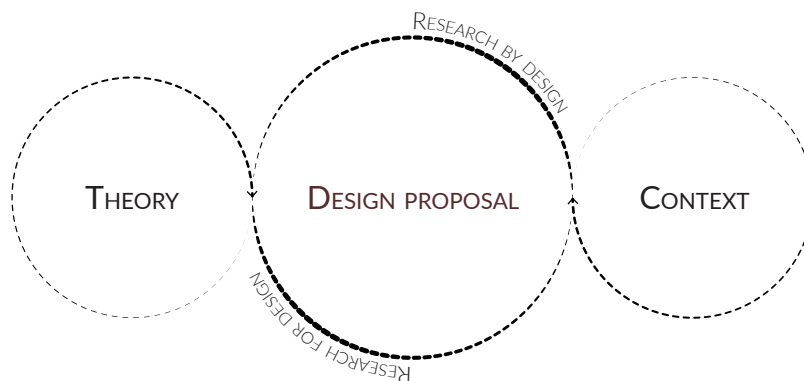 Research by design
Theory
Design proposal
Context
Research for Design